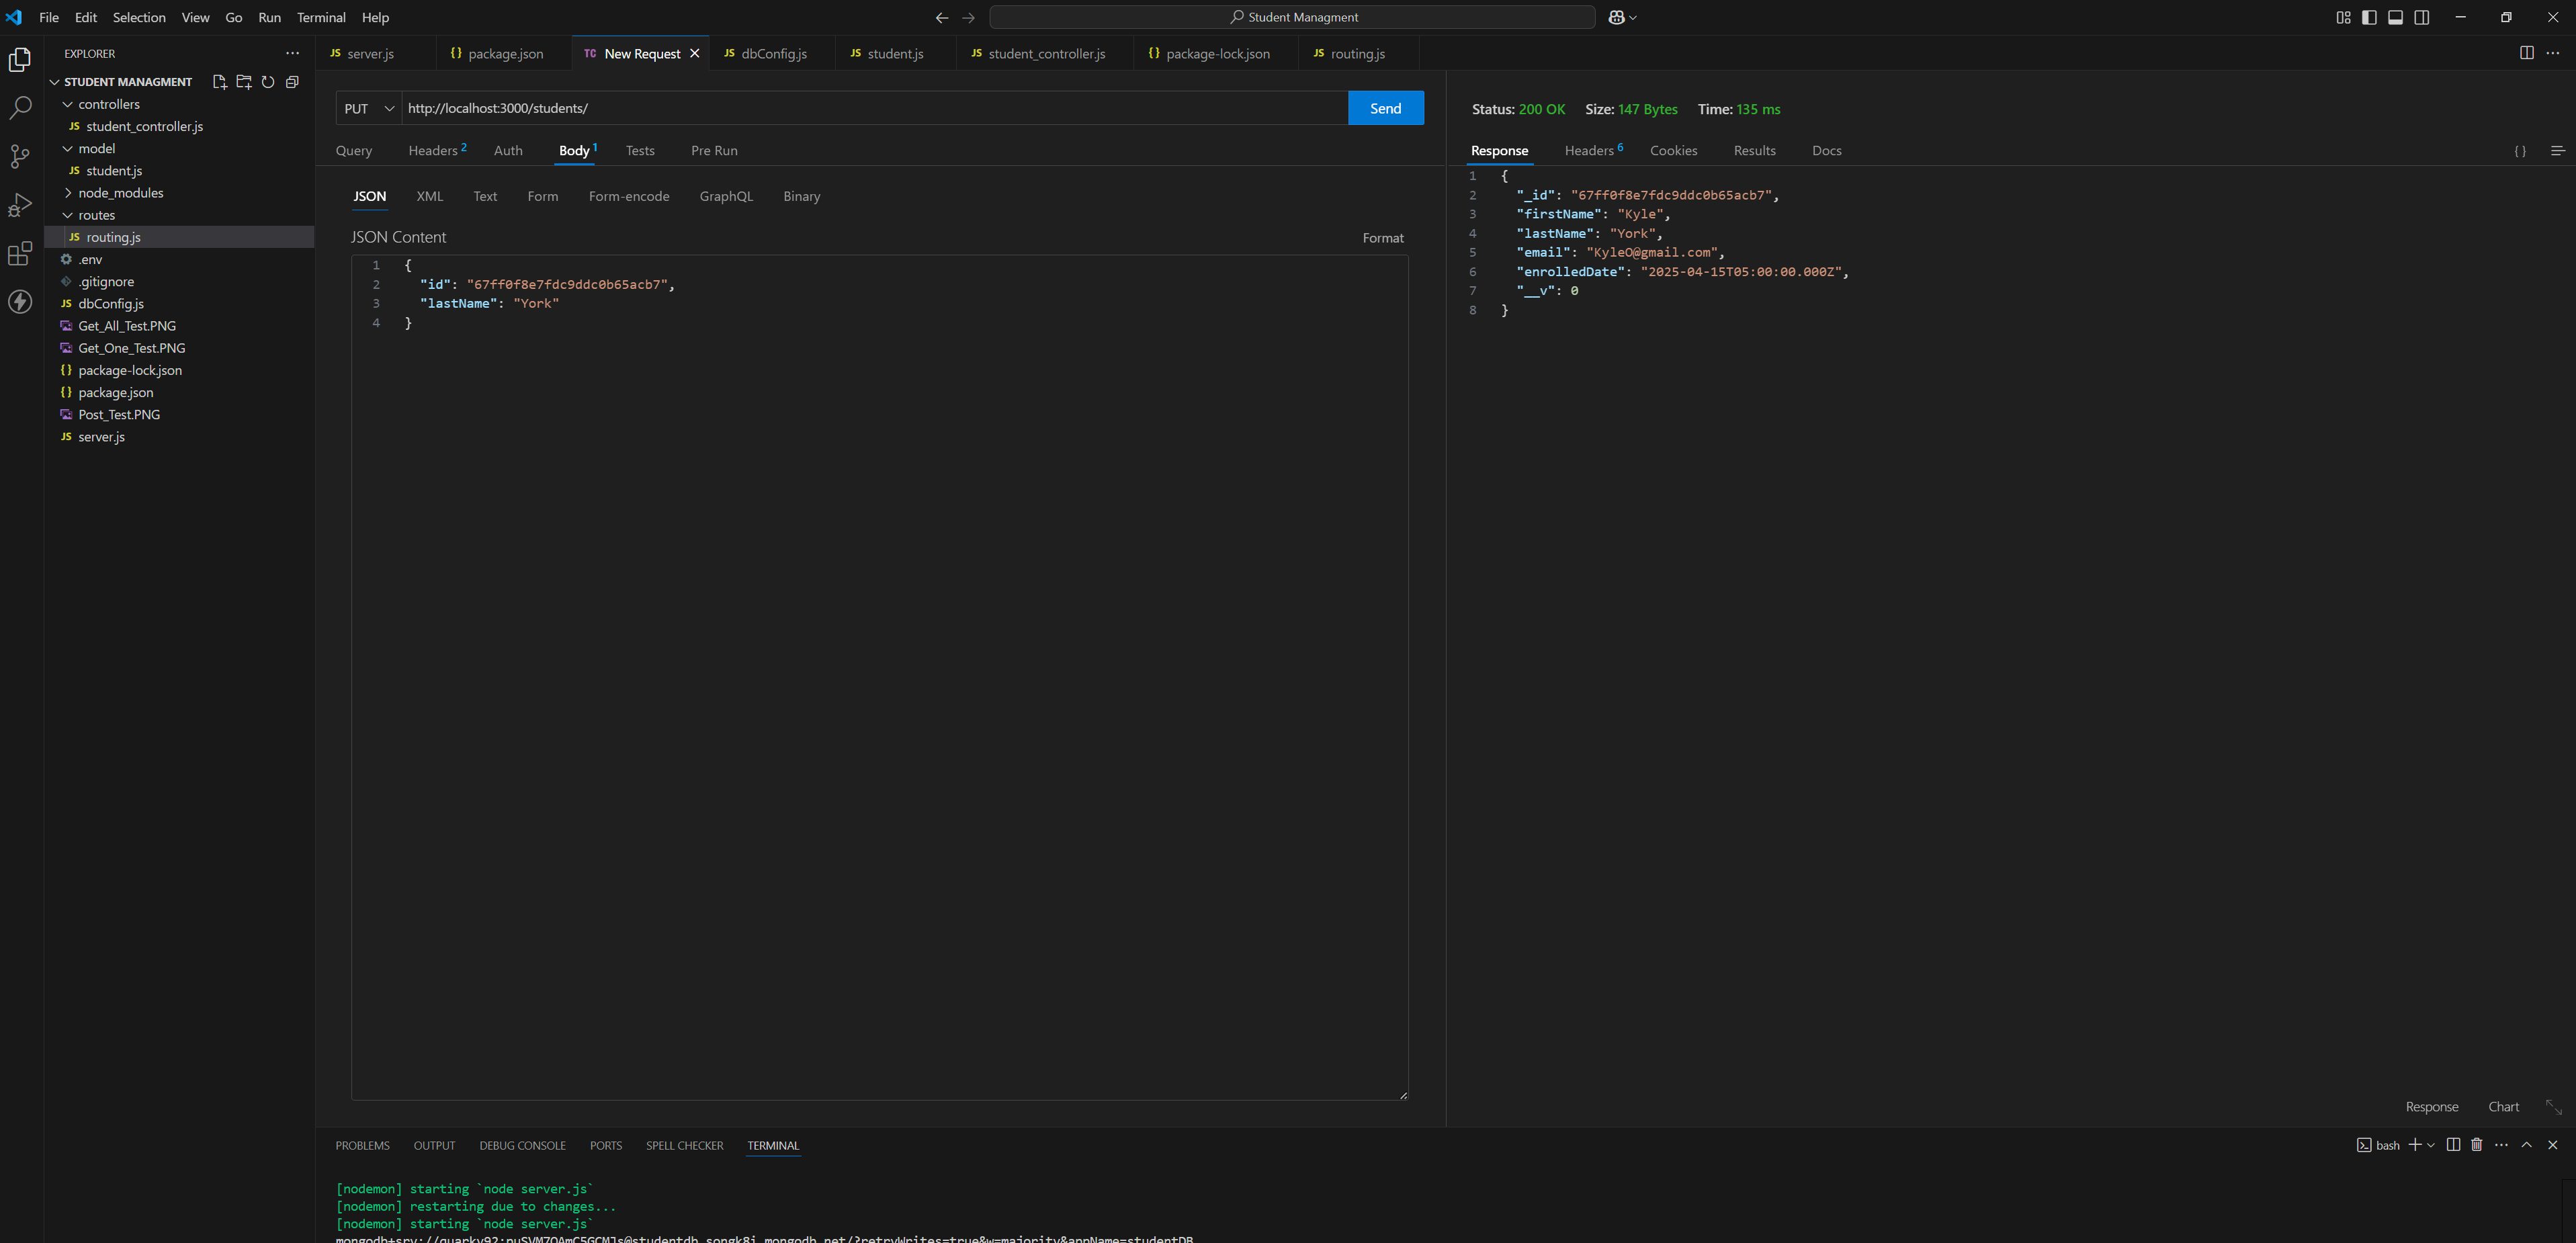 File Edit Selection View Go Run Terminal Help
Student Managment
EXPLORER
STUDENT MANAGMENT
controllers
JS student_controller.js
model
JS student.js
node_modules
routes
JS routing.js
.env
.gitignore
JS dbConfig.js
Get_All_Test.PNG
Get_One_Test.PNG
{} package-lock.json
{} package.json
Post_Test.PNG
JS server.js
JS server.js {} package.json TC New Request JS dbConfig.js JS student.js JS student_controller.js {} package-lock.json JS routing.js
PUT http://localhost:3000/students/ Send
Query Headers 2 Auth Body 1 Tests Pre Run
JSON XML Text Form Form-encode GraphQL Binary
JSON Content Format
1 {
2 "id": "67ff0f8e7fdc9ddc0b65acb7",
3 "lastName": "York"
4 }
Status: 200 OK Size: 147 Bytes Time: 135 ms
Response Headers 6 Cookies Results Docs { }
1 {
2 "_id": "67ff0f8e7fdc9ddc0b65acb7",
3 "firstName": "Kyle",
4 "lastName": "York",
5 "email": "KyleO@gmail.com",
6 "enrolledDate": "2025-04-15T05:00:00.000Z",
7 "__v": 0
8 }
Response Chart
PROBLEMS OUTPUT DEBUG CONSOLE PORTS SPELL CHECKER TERMINAL
bash
[nodemon] starting `node server.js`
[nodemon] restarting due to changes...
[nodemon] starting `node server.js`